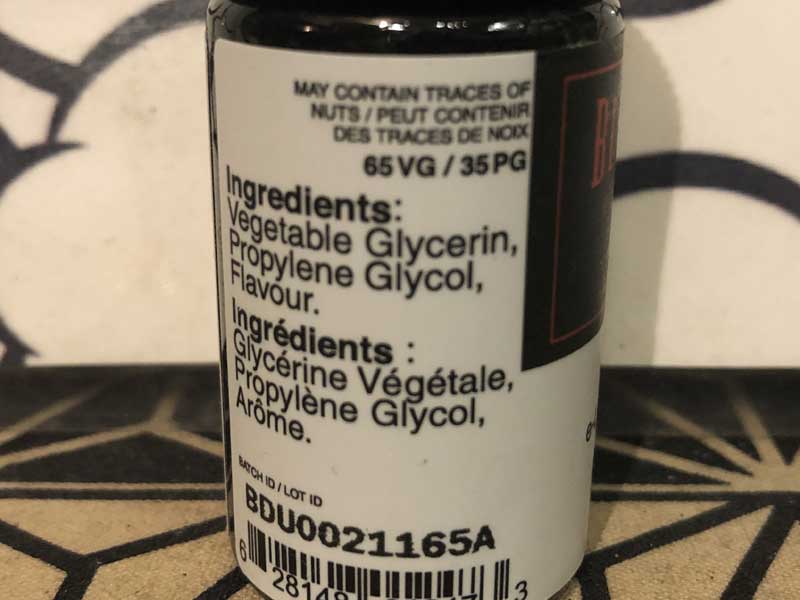 MAY CONTAIN TRACES OF
NUTS / PEUT CONTENIR
DES TRACES DE NOIX
65 VG / 35 PG
Ingredients:
Vegetable Glycerin,
Propylene Glycol,
Flavour.
Ingrédients :
Glycérine Végétale,
Propylène Glycol,
Arôme.
BATCH ID / LOT ID
BDU0021165A